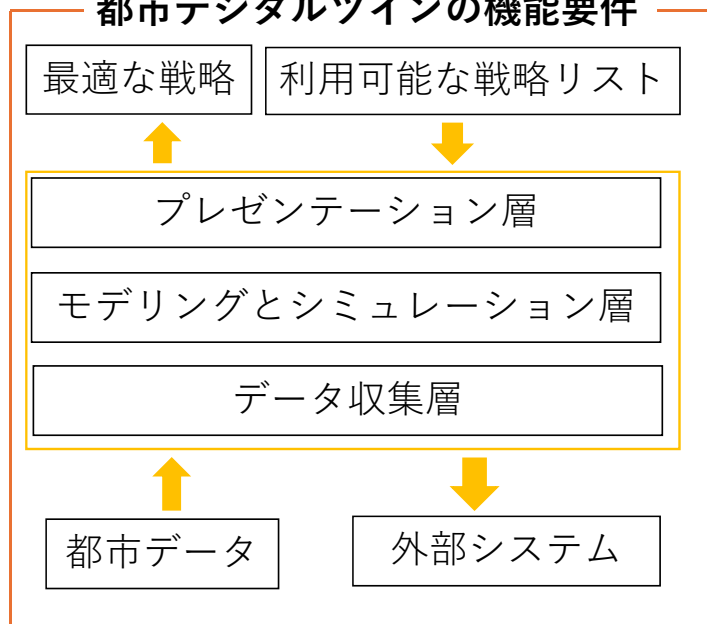 都市デジタルツインの機能要件
最適な戦略
利用可能な戦略リスト
プレゼンテーション層
モデリングとシミュレーション層
データ収集層
都市データ
外部システム